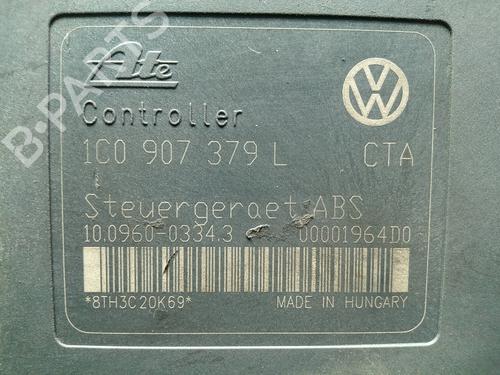 Ate
Controller
1C0 907 379 L CTA
Steuergeraet ABS
10.0960-0334.3 00001964D0
*8TH3C20K69* MADE IN HUNGARY
B-PARTS